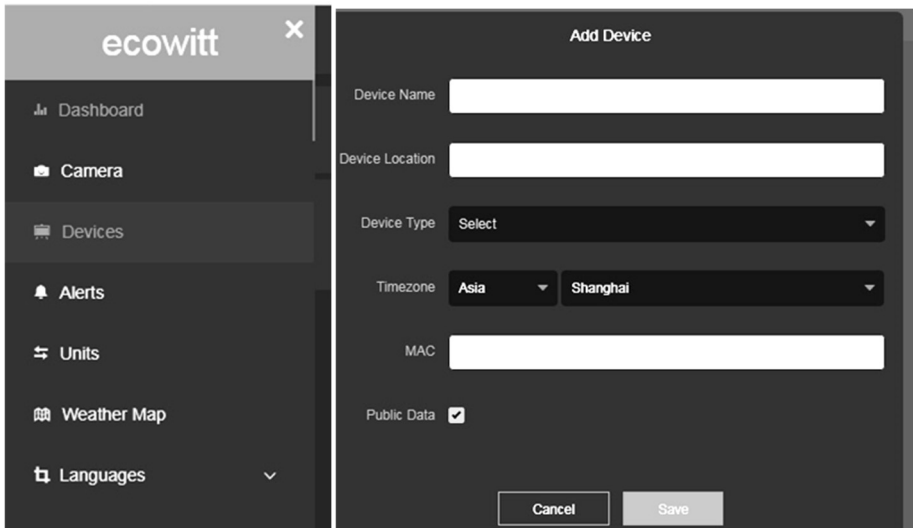 ecowitt
Dashboard
Camera
Devices
Alerts
Units
Weather Map
Languages
Add Device
Device Name
Device Location
Device Type Select
Timezone Asia Shanghai
MAC
Public Data
Cancel Save